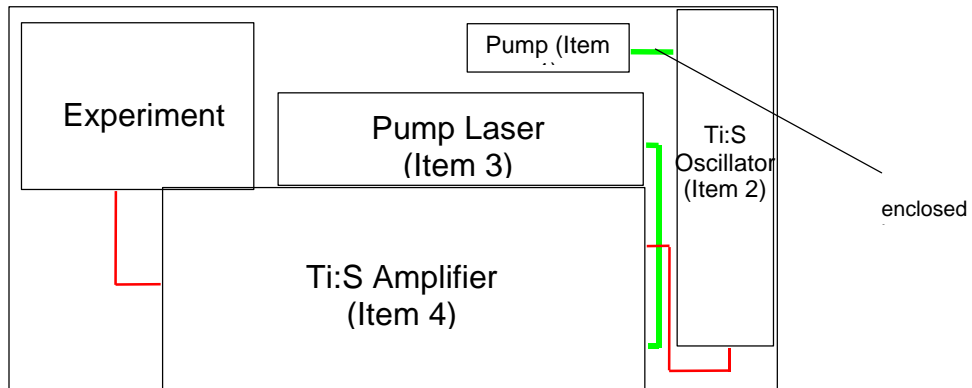 Pump (Item
Experiment
Pump Laser
(Item 3)
Ti:S
Oscillator
(Item 2)
enclosed
Ti:S Amplifier
(Item 4)